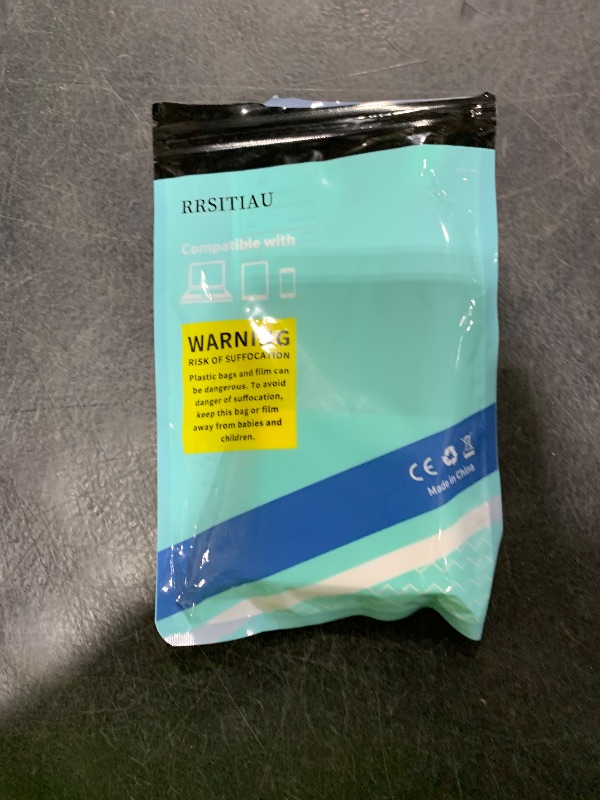 RRSITIAU
Compatible with
WARNING
RISK OF SUFFOCATION
Plastic bags and film can
be dangerous. To avoid
danger of suffocation,
keep this bag or film
away from babies and
children.
CE
Made in China